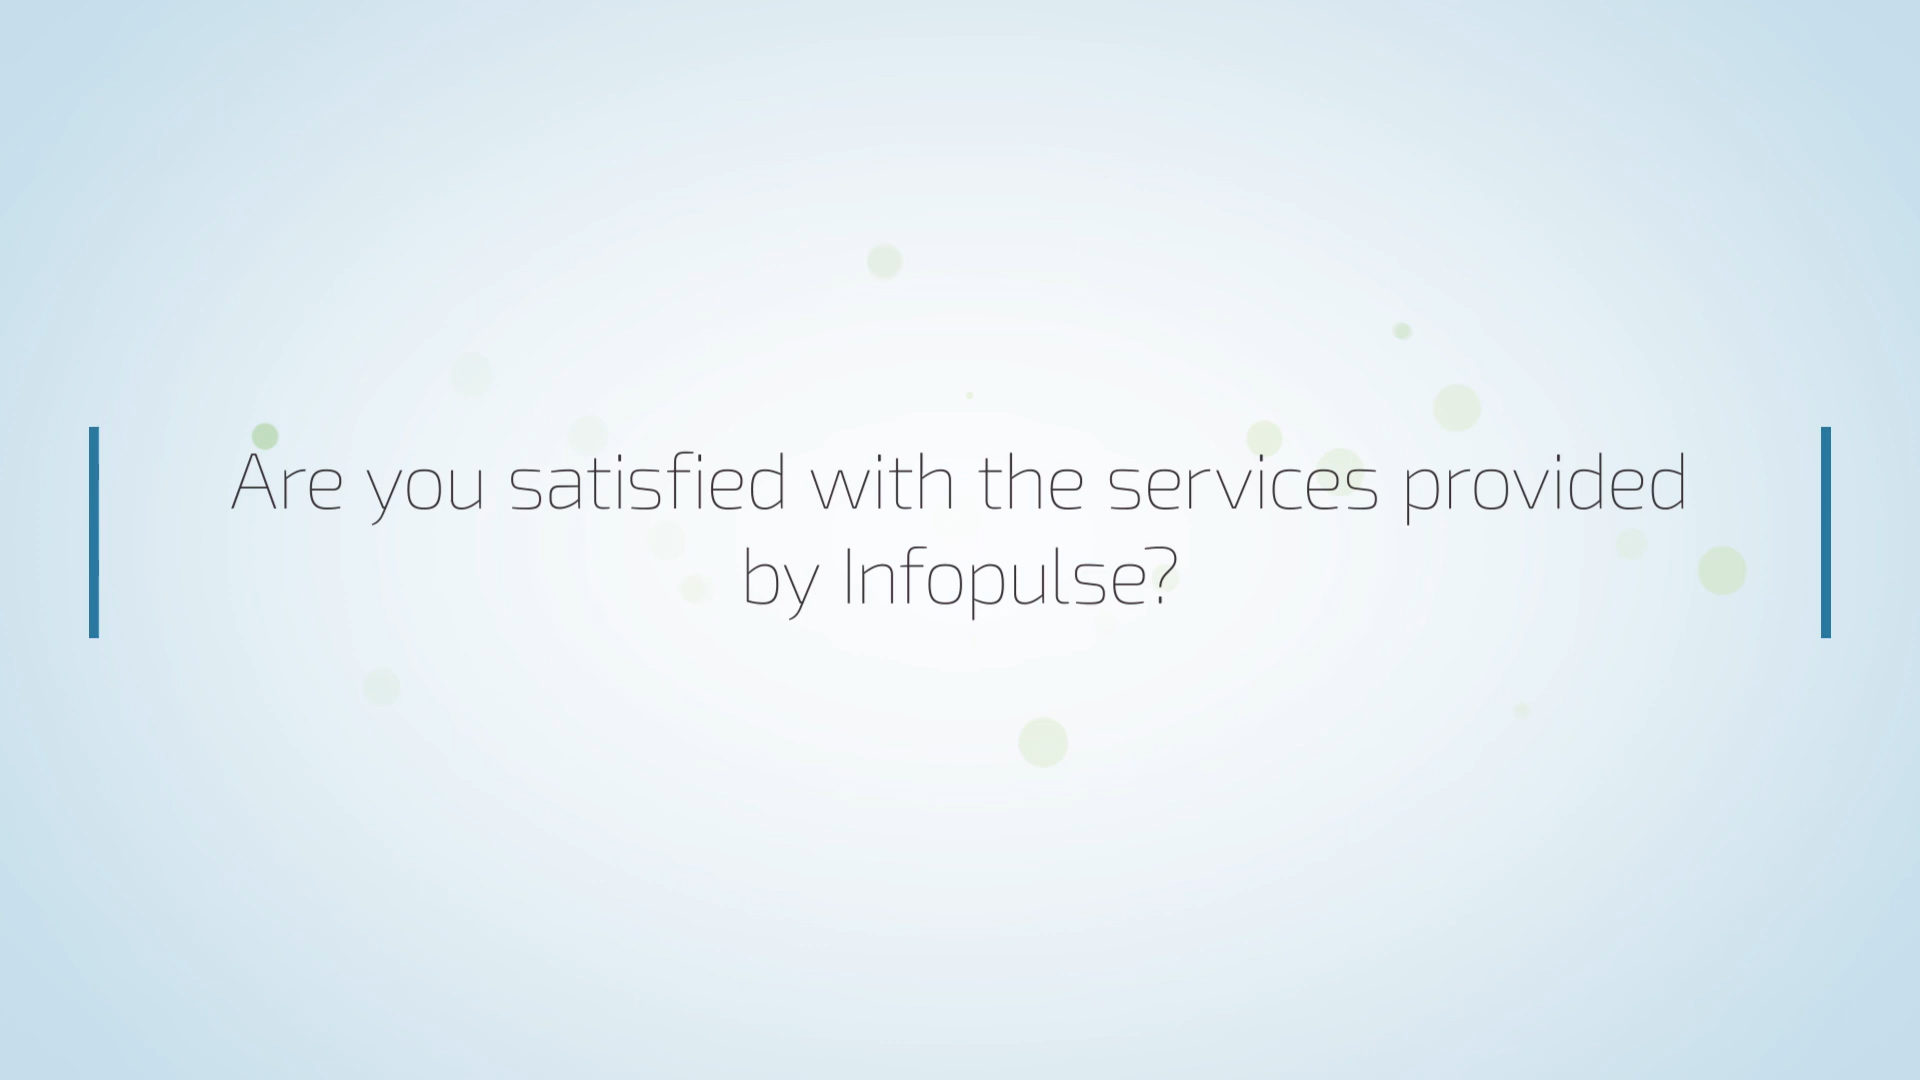 Are you satisfied with the services provided
by Infopulse?